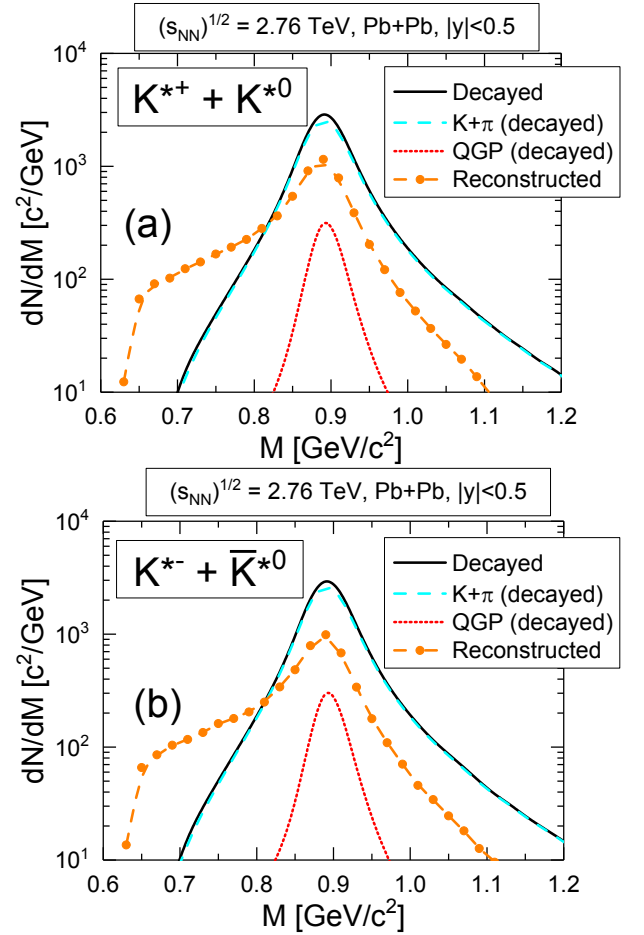 (s_NN)^1/2 = 2.76 TeV, Pb+Pb, |y|<0.5
10^4
K*+ + K*0
Decayed
K+π (decayed)
QGP (decayed)
Reconstructed
10^3
(a)
dN/dM [c²/GeV]
10^2
10^1
0.6 0.7 0.8 0.9 1.0 1.1 1.2
M [GeV/c²]
(s_NN)^1/2 = 2.76 TeV, Pb+Pb, |y|<0.5
10^4
K*- + K̅*0
Decayed
K+π (decayed)
QGP (decayed)
Reconstructed
10^3
(b)
dN/dM [c²/GeV]
10^2
10^1
0.6 0.7 0.8 0.9 1.0 1.1 1.2
M [GeV/c²]